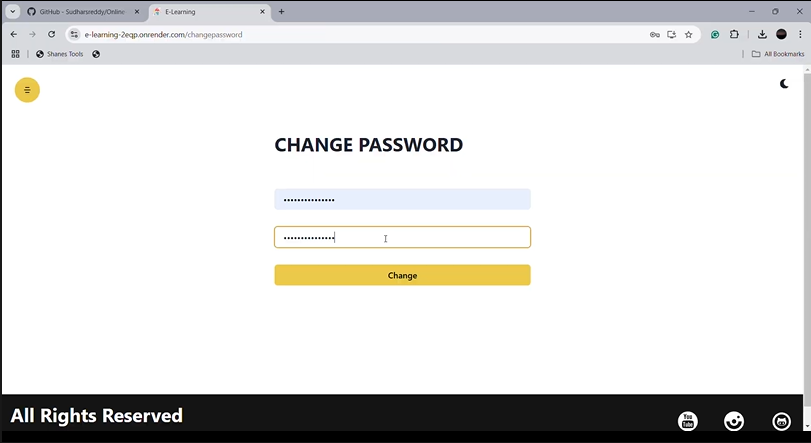 GitHub - Sudharsreddy/Online
E-Learning
e-learning-2eqp.onrender.com/changepassword
Shanes Tools
All Bookmarks
CHANGE PASSWORD
•••••••••••••••
•••••••••••••••
Change
All Rights Reserved
You
Tube